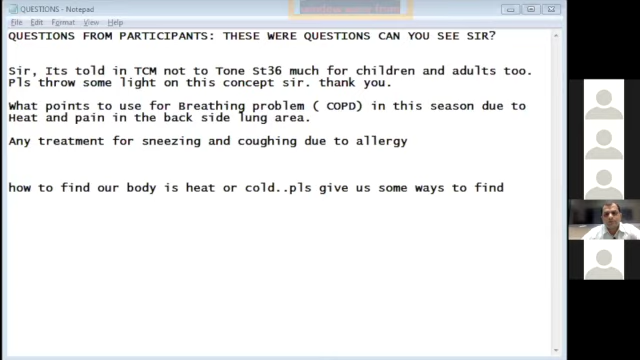 QUESTIONS - Notepad
File Edit Format View Help
QUESTIONS FROM PARTICIPANTS: THESE WERE QUESTIONS CAN YOU SEE SIR?
Sir, Its told in TCM not to Tone St36 much for children and adults too.
Pls throw some light on this concept sir. thank you.
What points to use for Breathing problem ( COPD) in this season due to
Heat and pain in the back side lung area.
Any treatment for sneezing and coughing due to allergy
how to find our body is heat or cold..pls give us some ways to find